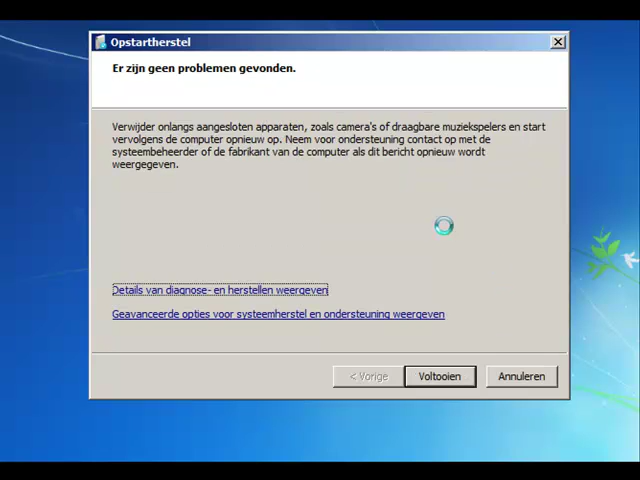 Opstartherstel
Er zijn geen problemen gevonden.
Verwijder onlangs aangesloten apparaten, zoals camera's of draagbare muziekspelers en start
vervolgens de computer opnieuw op. Neem voor ondersteuning contact op met de
systeembeheerder of de fabrikant van de computer als dit bericht opnieuw wordt
weergegeven.
Details van diagnose- en herstellen weergeven
Geavanceerde opties voor systeemherstel en ondersteuning weergeven
< Vorige Voltooien Annuleren